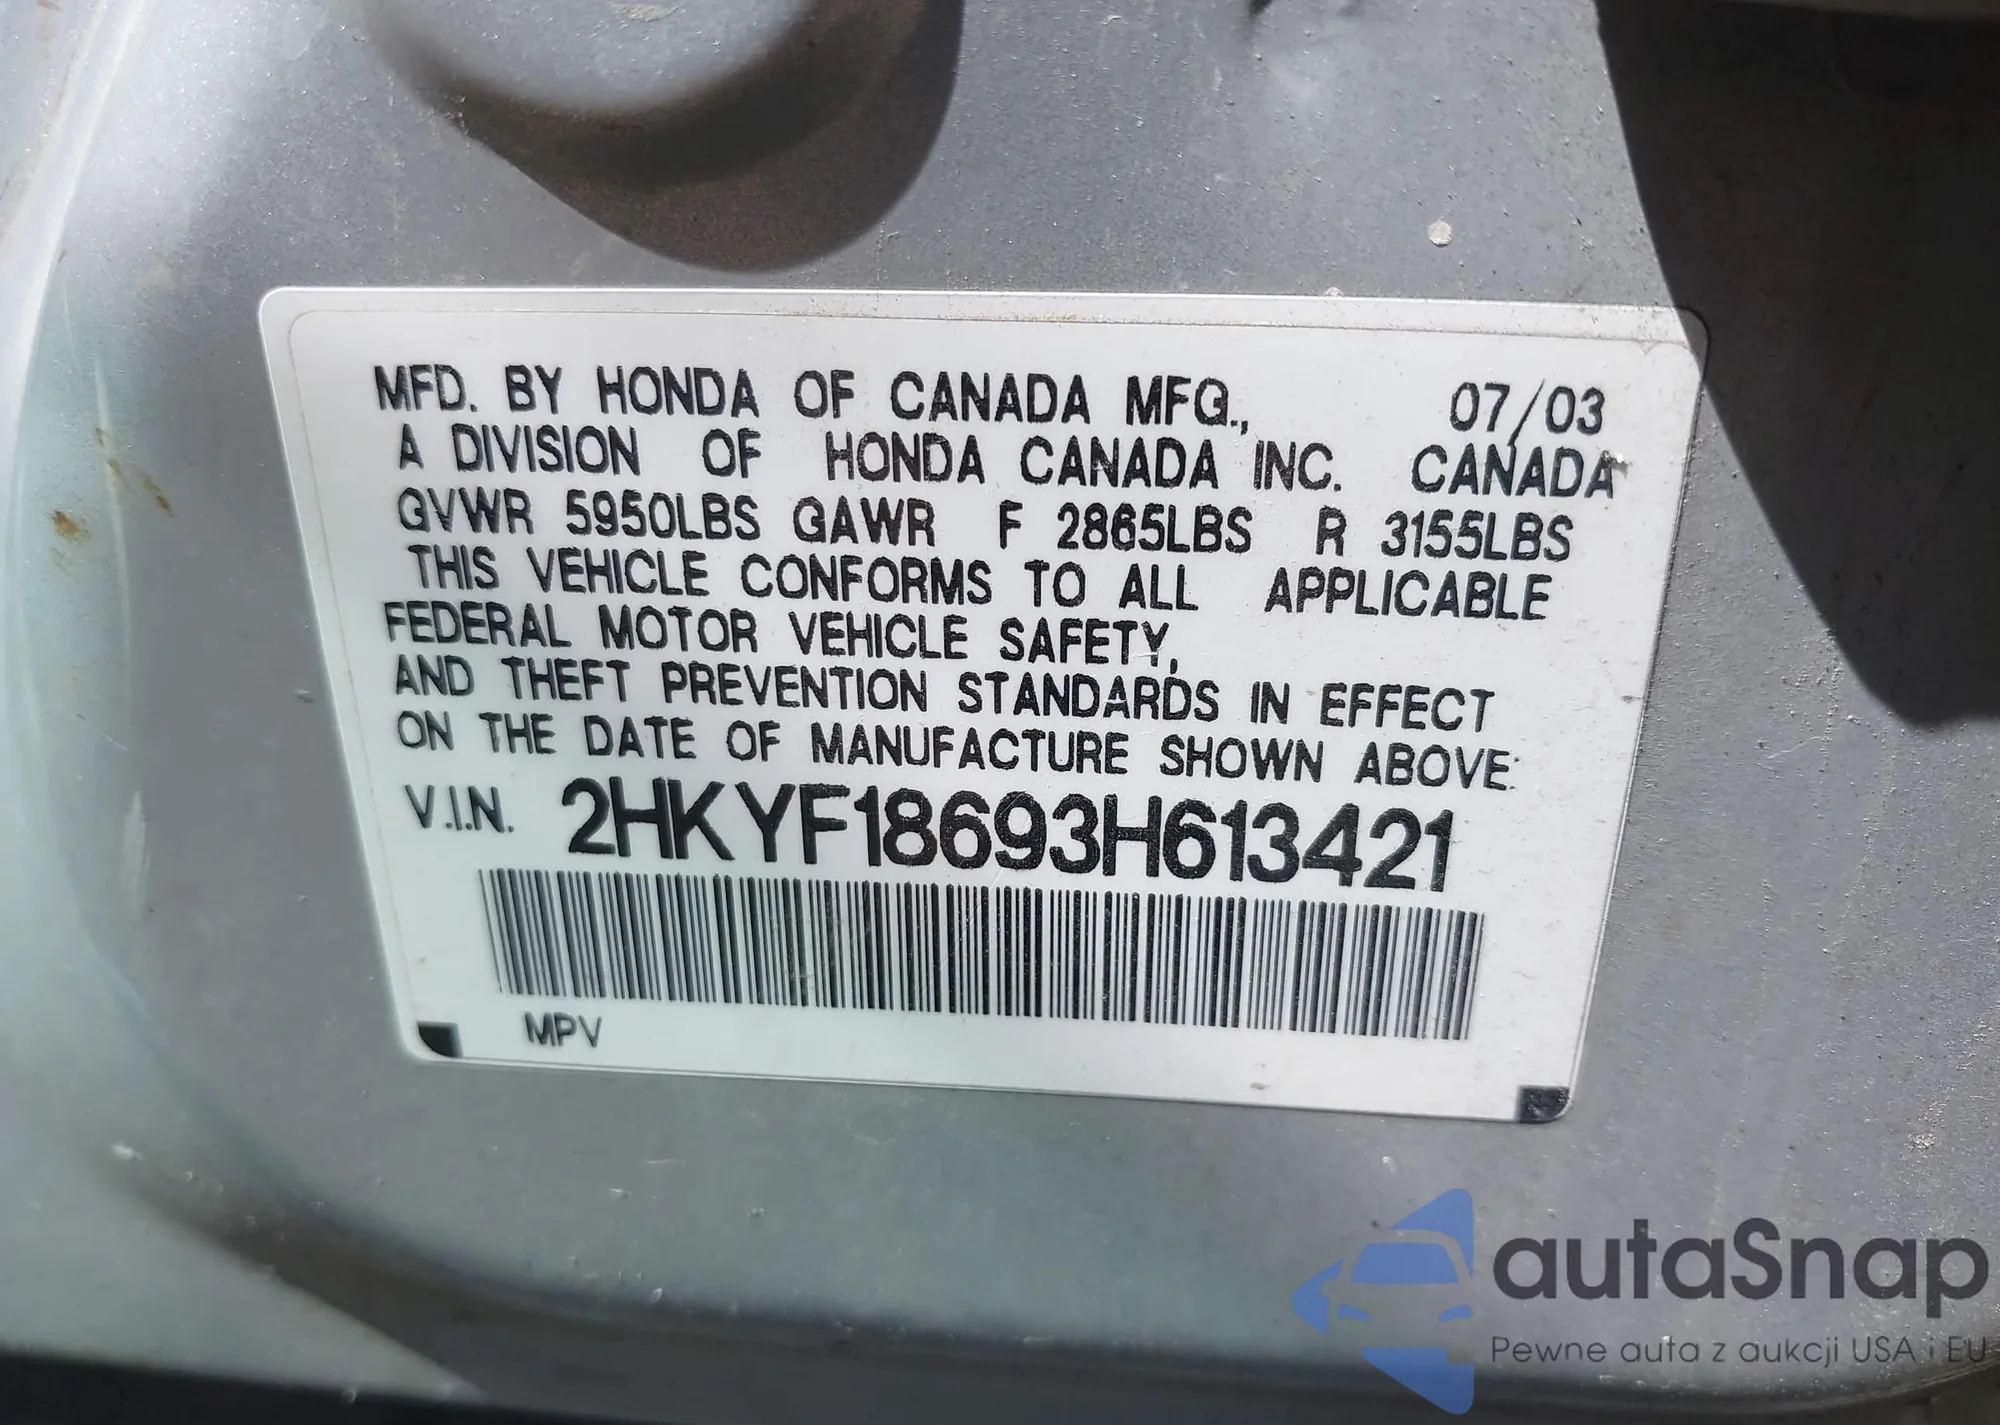 MFD. BY HONDA OF CANADA MFG., 07/03
A DIVISION OF HONDA CANADA INC. CANADA
GVWR 5950LBS GAWR F 2865LBS R 3155LBS
THIS VEHICLE CONFORMS TO ALL APPLICABLE
FEDERAL MOTOR VEHICLE SAFETY,
AND THEFT PREVENTION STANDARDS IN EFFECT
ON THE DATE OF MANUFACTURE SHOWN ABOVE:
V.I.N. 2HKYF18693H613421
MPV
autoSnap
Pewne auta z aukcji USA i EU